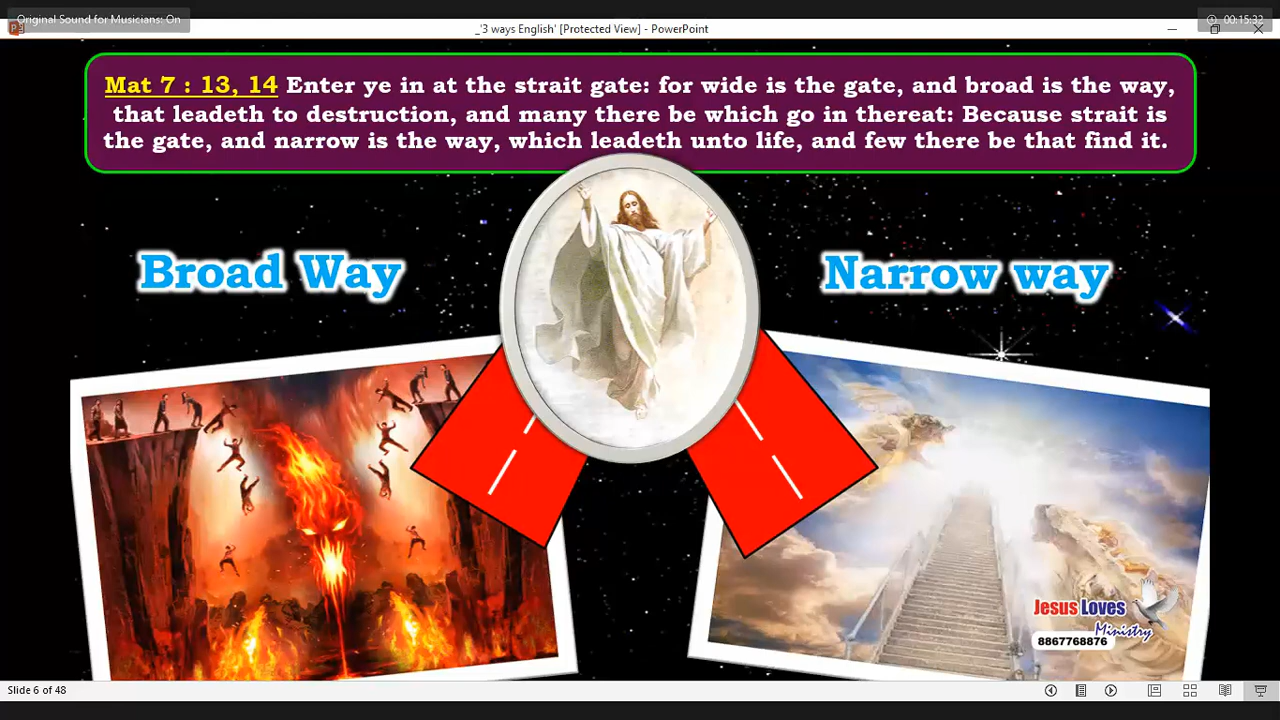 Original Sound for Musicians: On
00:15:32
_'3 ways English' [Protected View] - PowerPoint
Mat 7 : 13, 14 Enter ye in at the strait gate: for wide is the gate, and broad is the way,
that leadeth to destruction, and many there be which go in thereat: Because strait is
the gate, and narrow is the way, which leadeth unto life, and few there be that find it.
Broad Way
Narrow way
Jesus Loves
Ministry
8867768876
Slide 6 of 48